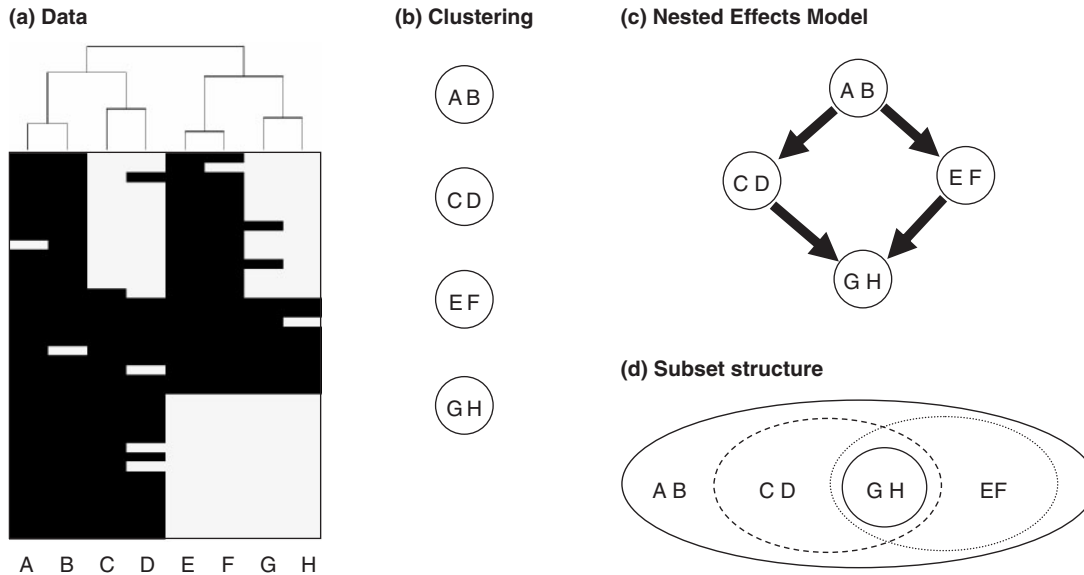 (a) Data
A B C D E F G H
(b) Clustering
A B
C D
E F
G H
(c) Nested Effects Model
A B
C D
E F
G H
(d) Subset structure
A B
C D
G H
EF